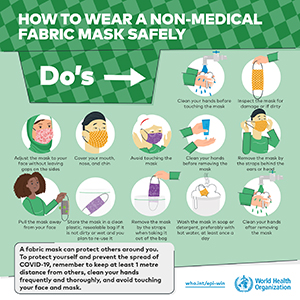 HOW TO WEAR A NON-MEDICAL
FABRIC MASK SAFELY
Do's
Clean your hands before
touching the mask
Inspect the mask for
damage or if dirty
Adjust the mask to your
face without leaving
gaps on the sides
Cover your mouth,
nose, and chin
Avoid touching the
mask
Clean your hands
before removing the
mask
Remove the mask by
the straps behind the
ears or head
Pull the mask away
from your face
Store the mask in a clean
plastic, resealable bag if it
is not dirty or wet and you
plan to re-use it
Remove the mask
by the straps
when taking it
out of the bag
Wash the mask in soap or
detergent, preferably with
hot water, at least once a
day
Clean your hands
after removing
the mask
A fabric mask can protect others around you.
To protect yourself and prevent the spread of
COVID-19, remember to keep at least 1 metre
distance from others, clean your hands
frequently and thoroughly, and avoid touching
your face and mask.
who.int/epi-win
World Health
Organization